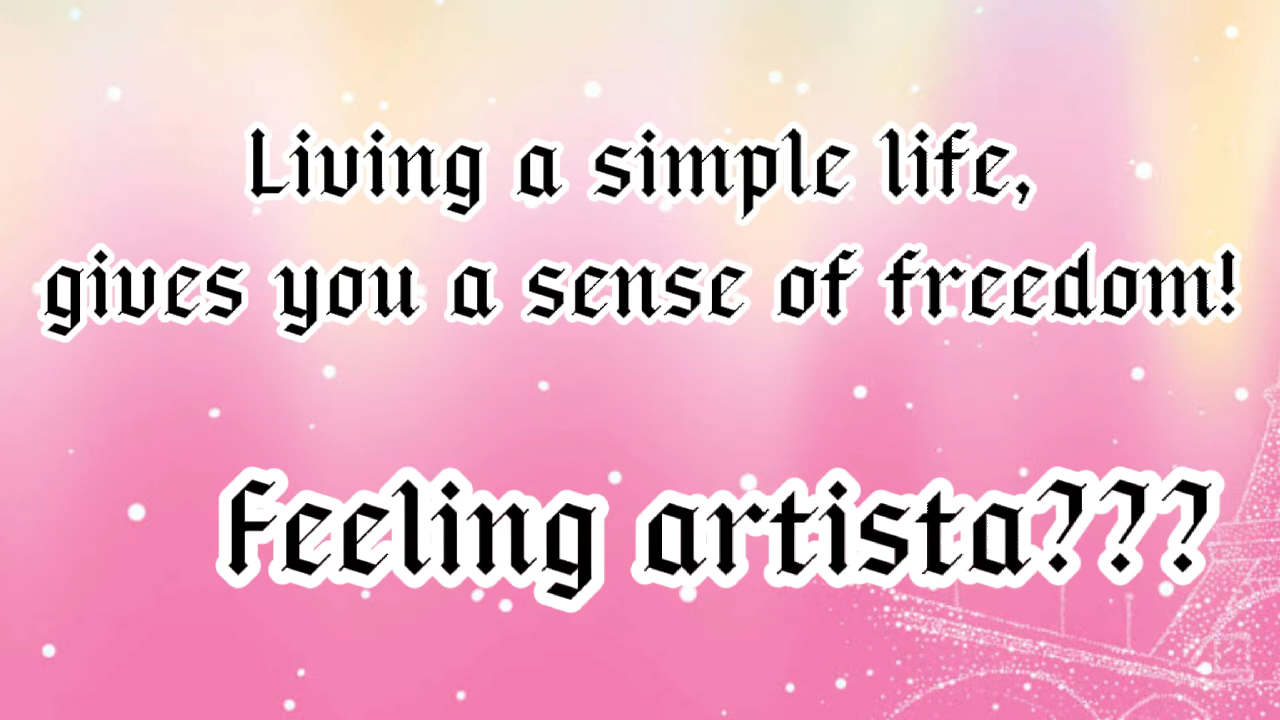 Living a simple life,
gives you a sense of freedom!
Feeling artista???